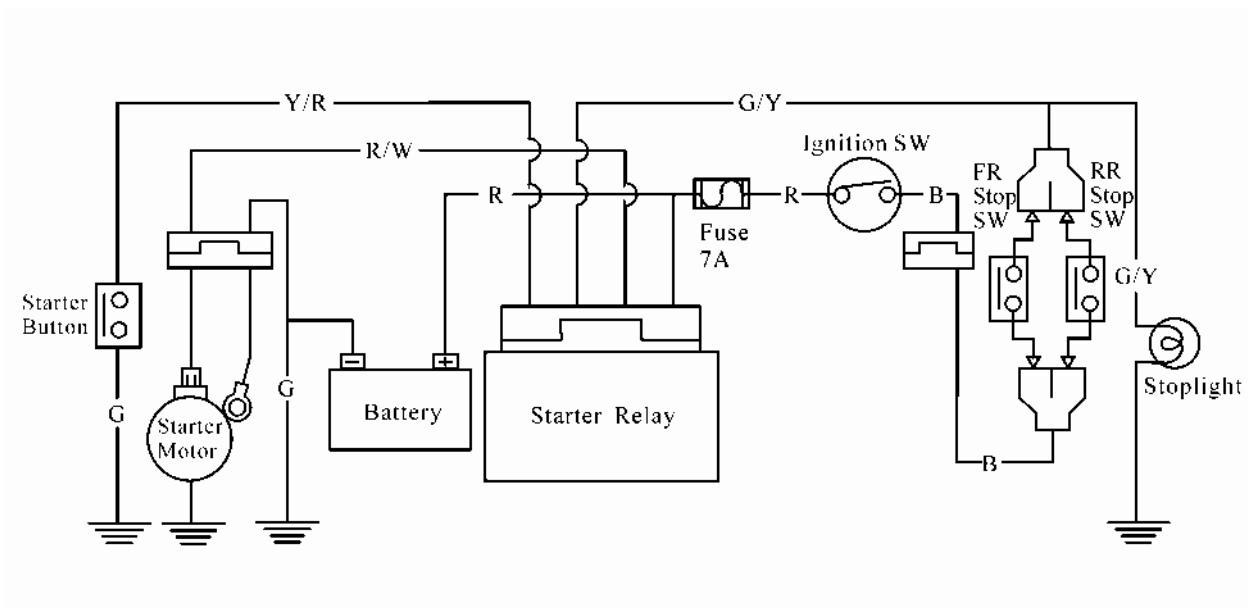 Y/R
G/Y
R/W
Ignition SW
R
R
B
FR
Stop
SW
RR
Stop
SW
Fuse
7A
G/Y
Starter
Button
−
+
G
G
Battery
Starter Relay
Starter
Motor
Stoplight
B